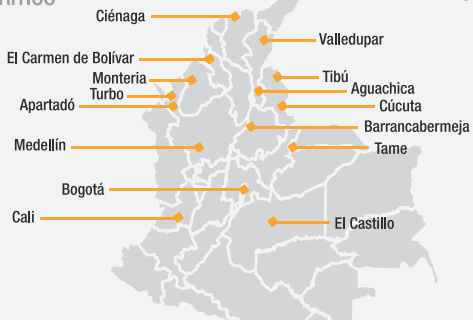 Ciénaga
Valledupar
El Carmen de Bolívar
Tibú
Monteria
Turbo
Aguachica
Apartadó
Cúcuta
Barrancabermeja
Medellín
Tame
Bogotá
Cali
El Castillo